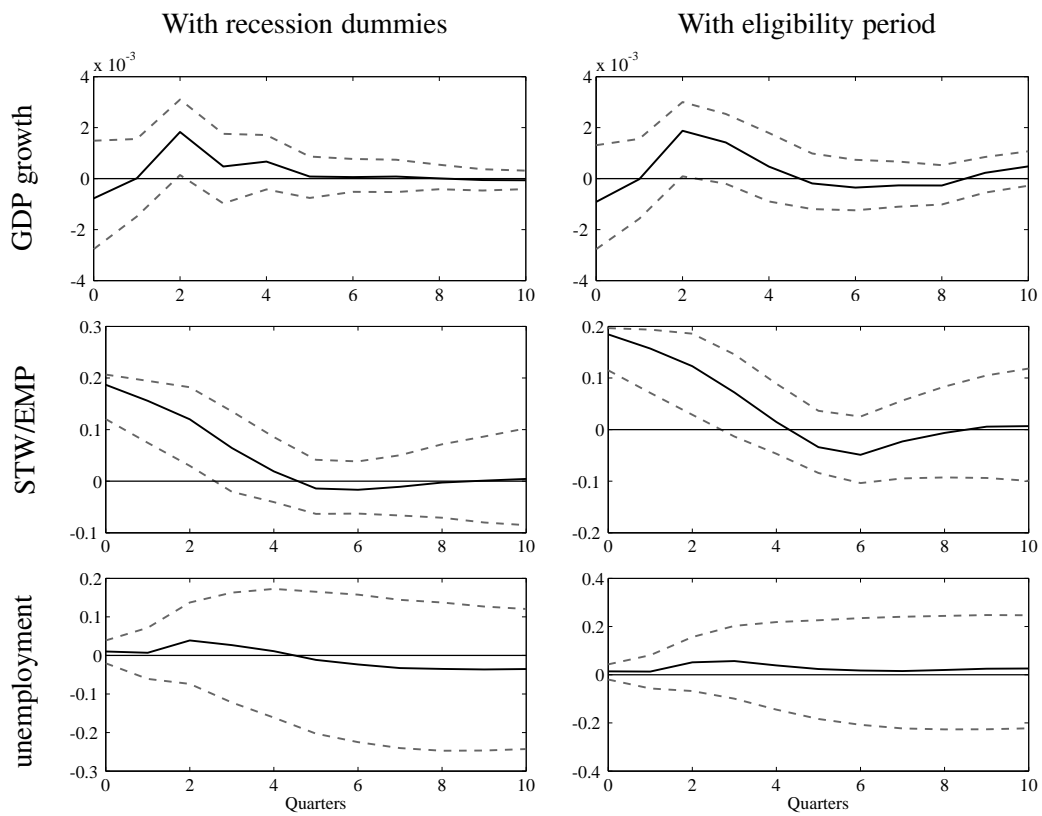 With recession dummies
With eligibility period
GDP growth
x 10^-3
4
2
0
-2
-4
0 2 4 6 8 10
x 10^-3
4
2
0
-2
-4
0 2 4 6 8 10
STW/EMP
0.3
0.2
0.1
0
-0.1
0 2 4 6 8 10
0.2
0.1
0
-0.1
-0.2
0 2 4 6 8 10
unemployment
0.2
0.1
0
-0.1
-0.2
-0.3
0 2 4 6 8 10
Quarters
0.4
0.2
0
-0.2
-0.4
0 2 4 6 8 10
Quarters